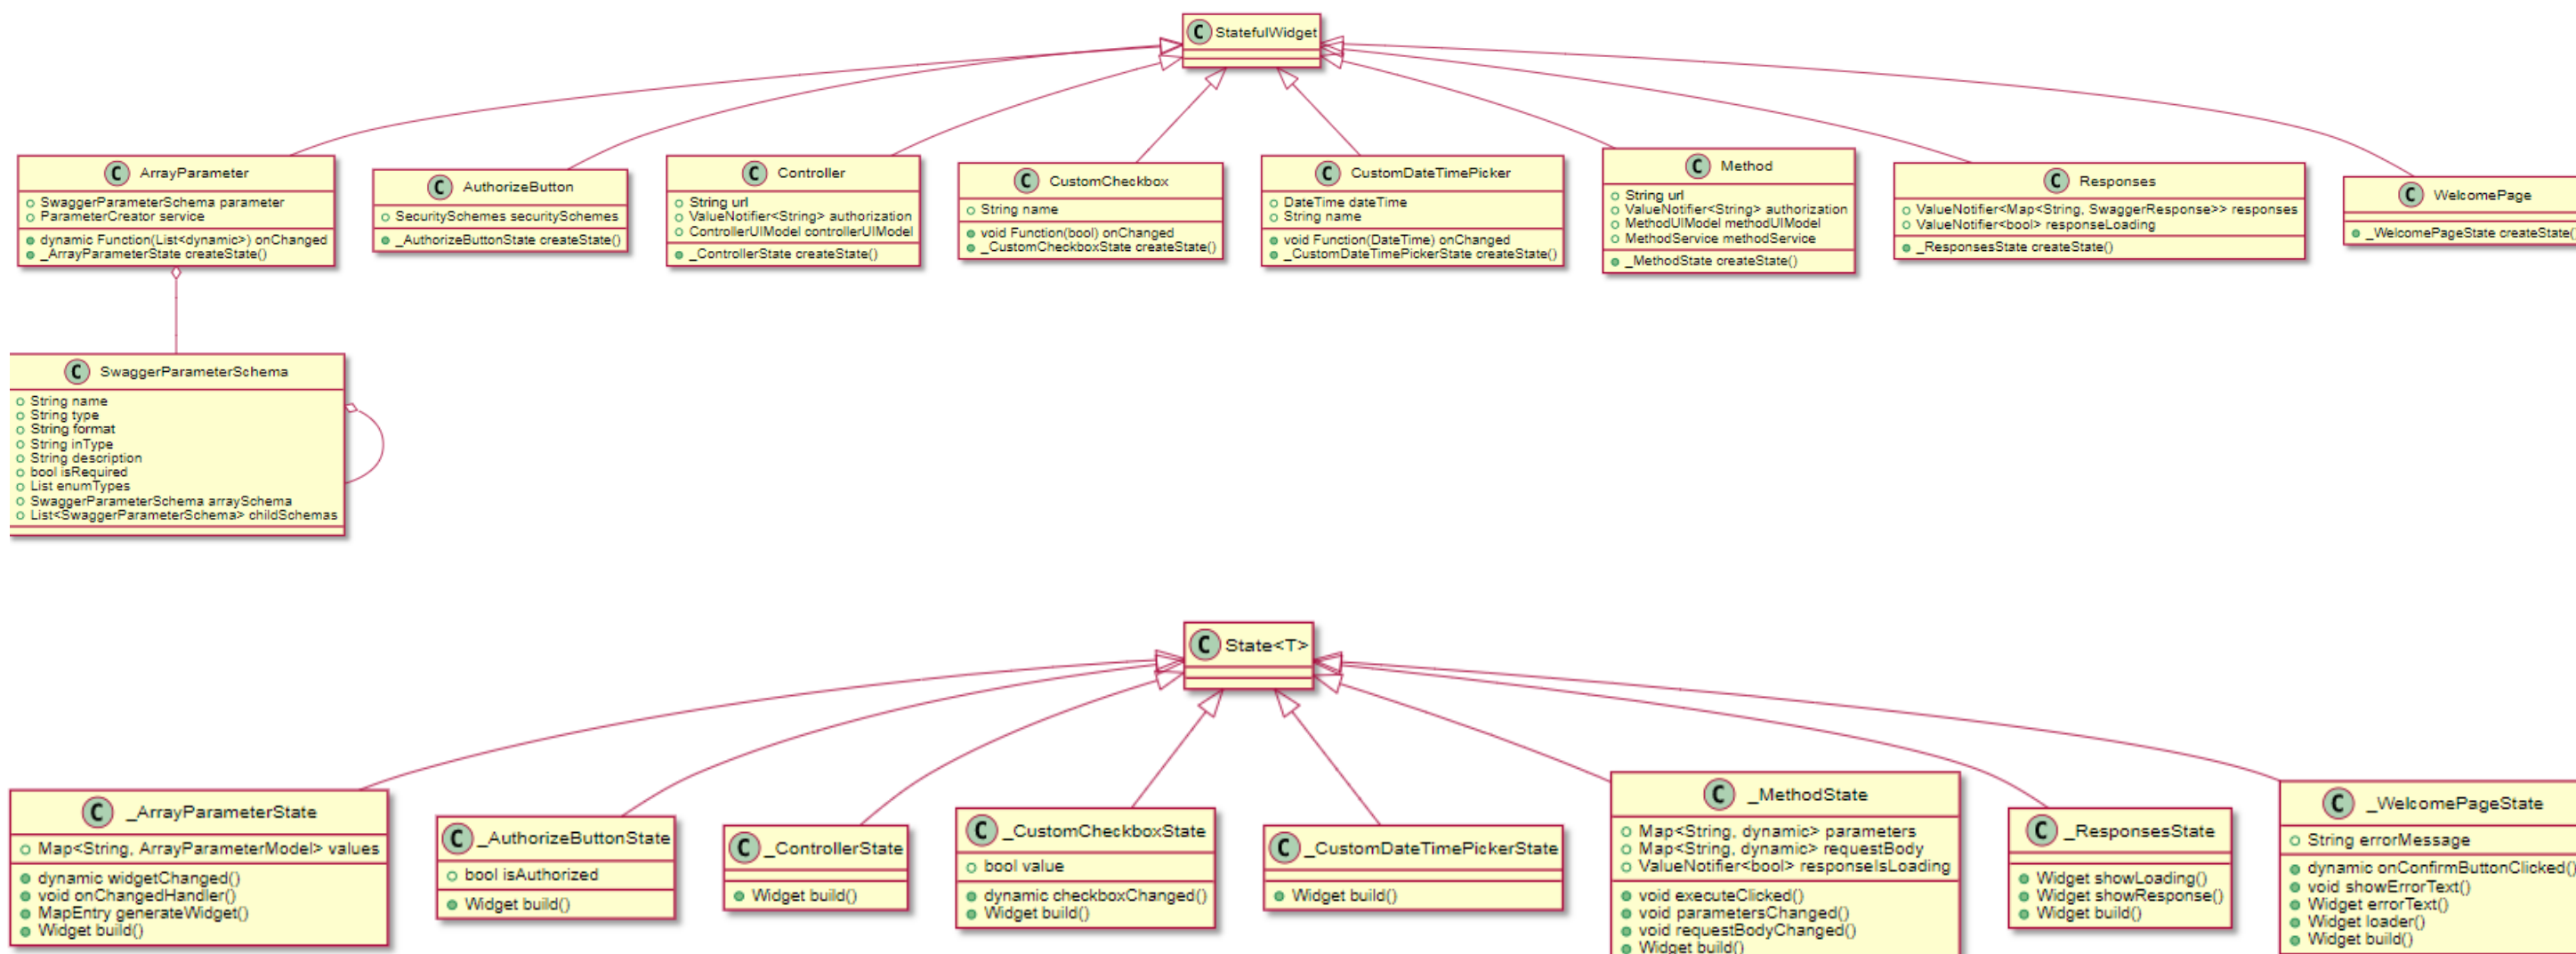 C StatefulWidget
C ArrayParameter
SwaggerParameterSchema parameter
ParameterCreator service
dynamic Function(List<dynamic>) onChanged
_ArrayParameterState createState()
C AuthorizeButton
SecuritySchemes securitySchemes
_AuthorizeButtonState createState()
C Controller
String url
ValueNotifier<String> authorization
ControllerUIModel controllerUIModel
_ControllerState createState()
C CustomCheckbox
String name
void Function(bool) onChanged
_CustomCheckboxState createState()
C CustomDateTimePicker
DateTime dateTime
String name
void Function(DateTime) onChanged
_CustomDateTimePickerState createState()
C Method
String url
ValueNotifier<String> authorization
MethodUIModel methodUIModel
MethodService methodService
_MethodState createState()
C Responses
ValueNotifier<Map<String, SwaggerResponse>> responses
ValueNotifier<bool> responseLoading
_ResponsesState createState()
C WelcomePage
_WelcomePageState createState()
C SwaggerParameterSchema
String name
String type
String format
String inType
String description
bool isRequired
List enumTypes
SwaggerParameterSchema arraySchema
List<SwaggerParameterSchema> childSchemas
C State<T>
C _ArrayParameterState
Map<String, ArrayParameterModel> values
dynamic widgetChanged()
void onChangedHandler()
MapEntry generateWidget()
Widget build()
C _AuthorizeButtonState
bool isAuthorized
Widget build()
C _ControllerState
Widget build()
C _CustomCheckboxState
bool value
dynamic checkboxChanged()
Widget build()
C _CustomDateTimePickerState
Widget build()
C _MethodState
Map<String, dynamic> parameters
Map<String, dynamic> requestBody
ValueNotifier<bool> responseIsLoading
void executeClicked()
void parametersChanged()
void requestBodyChanged()
Widget build()
C _ResponsesState
Widget showLoading()
Widget showResponse()
Widget build()
C _WelcomePageState
String errorMessage
dynamic onConfirmButtonClicked()
void showErrorText()
Widget errorText()
Widget loader()
Widget build()